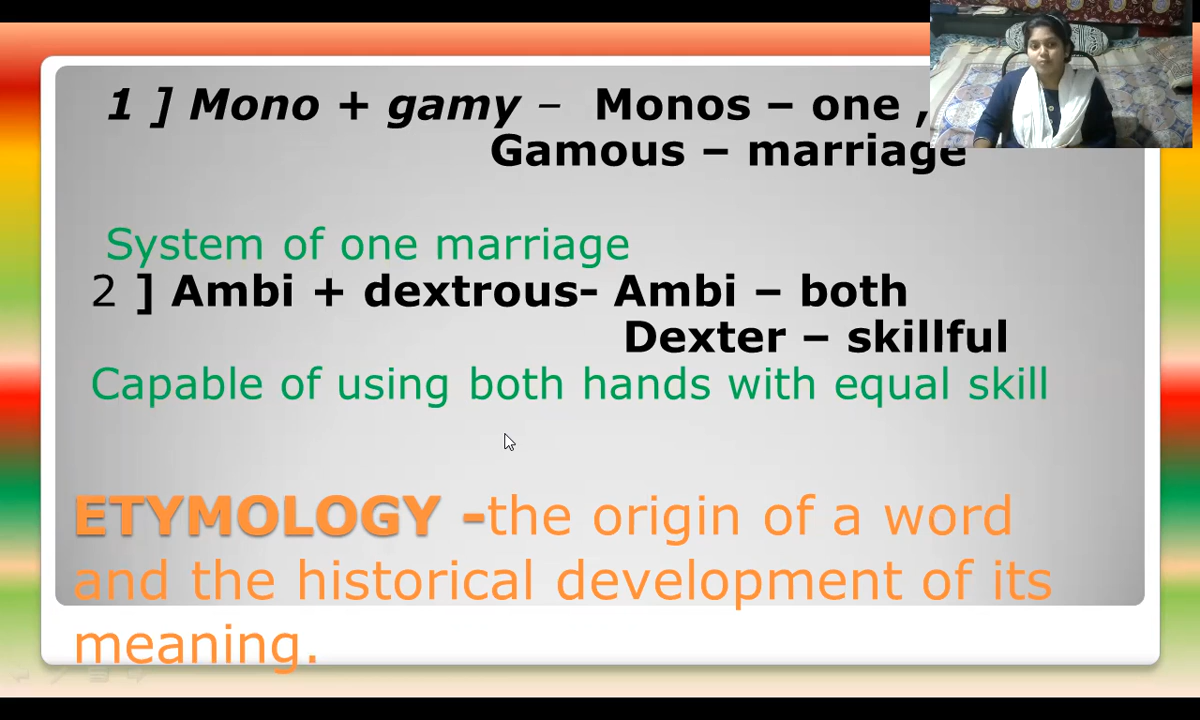 1 ] Mono + gamy – Monos – one ,
Gamous – marriage
System of one marriage
2 ] Ambi + dextrous- Ambi – both
Dexter – skillful
Capable of using both hands with equal skill
ETYMOLOGY -the origin of a word
and the historical development of its
meaning.